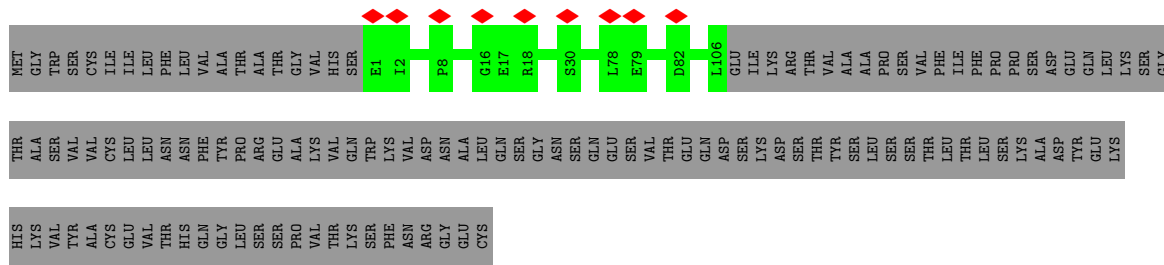 MET GLY TRP SER CYS ILE ILE LEU PHE LEU VAL ALA THR ALA THR GLY VAL HIS SER E1 I2 P8 G16 E17 R18 S30 L78 E79 D82 L106 GLU ILE LYS ARG THR VAL ALA ALA PRO SER VAL PHE ILE PHE PRO PRO SER ASP GLU GLN LEU LYS SER GLY
THR ALA SER VAL VAL CYS LEU LEU ASN ASN PHE TYR PRO ARG GLU ALA LYS VAL GLN TRP LYS VAL ASP ASN ALA LEU GLN SER GLY ASN SER GLN GLU SER VAL THR GLU GLN ASP SER LYS ASP SER THR TYR SER LEU SER SER THR LEU THR LEU SER LYS ALA ASP TYR GLU LYS
HIS LYS VAL TYR ALA CYS GLU VAL THR HIS GLN GLY LEU SER SER PRO VAL THR LYS SER PHE ASN ARG GLY GLU CYS